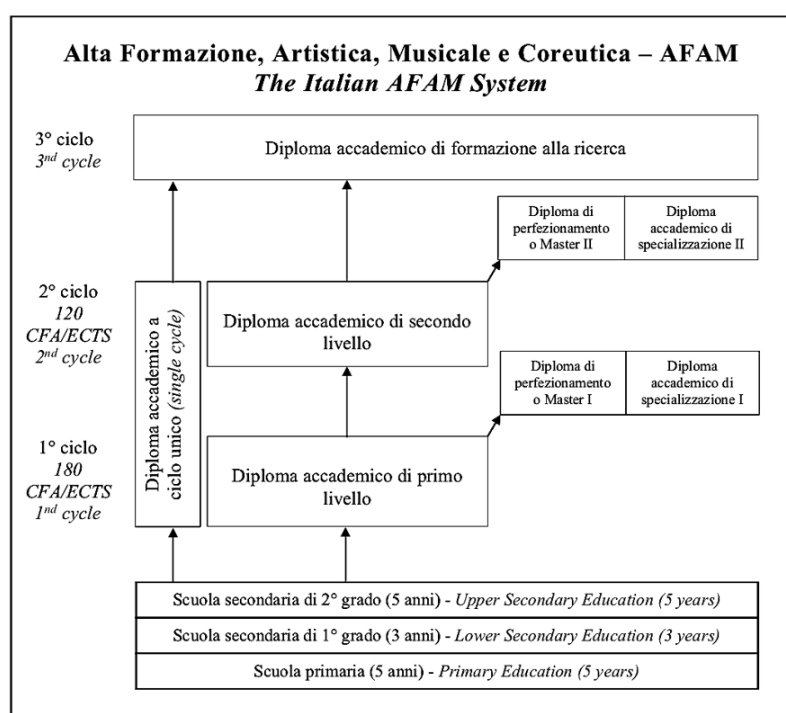 Alta Formazione, Artistica, Musicale e Coreutica – AFAM
The Italian AFAM System
3° ciclo
3nd cycle
Diploma accademico di formazione alla ricerca
Diploma di
perfezionamento
o Master II
Diploma
accademico di
specializzazione II
2° ciclo
120
CFA/ECTS
2nd cycle
Diploma accademico a
ciclo unico (single cycle)
Diploma accademico di secondo
livello
Diploma di
perfezionamento
o Master I
Diploma
accademico di
specializzazione I
1° ciclo
180
CFA/ECTS
1nd cycle
Diploma accademico di primo
livello
Scuola secondaria di 2° grado (5 anni) - Upper Secondary Education (5 years)
Scuola secondaria di 1° grado (3 anni) - Lower Secondary Education (3 years)
Scuola primaria (5 anni) - Primary Education (5 years)